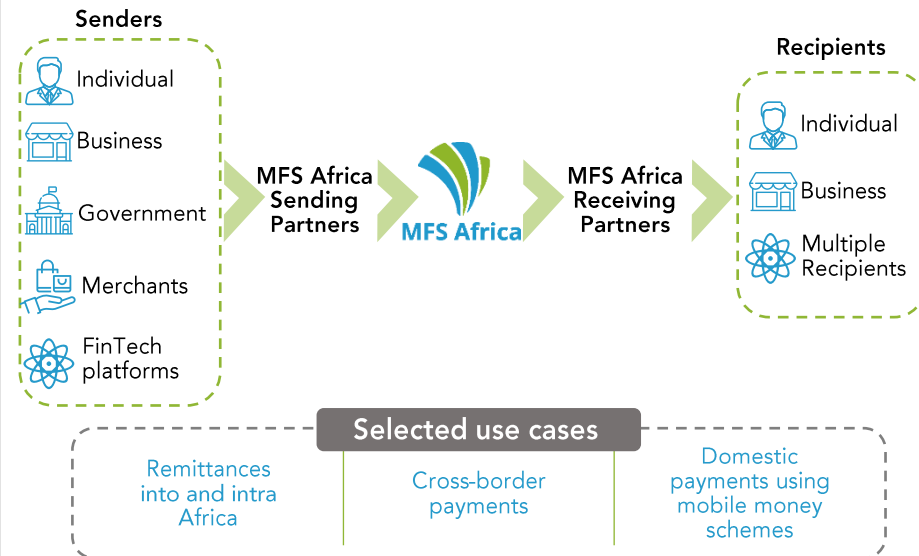 Senders
Individual
Business
Government
Merchants
FinTech
platforms
MFS Africa
Sending
Partners
MFS Africa
MFS Africa
Receiving
Partners
Recipients
Individual
Business
Multiple
Recipients
Selected use cases
Remittances
into and intra
Africa
Cross-border
payments
Domestic
payments using
mobile money
schemes